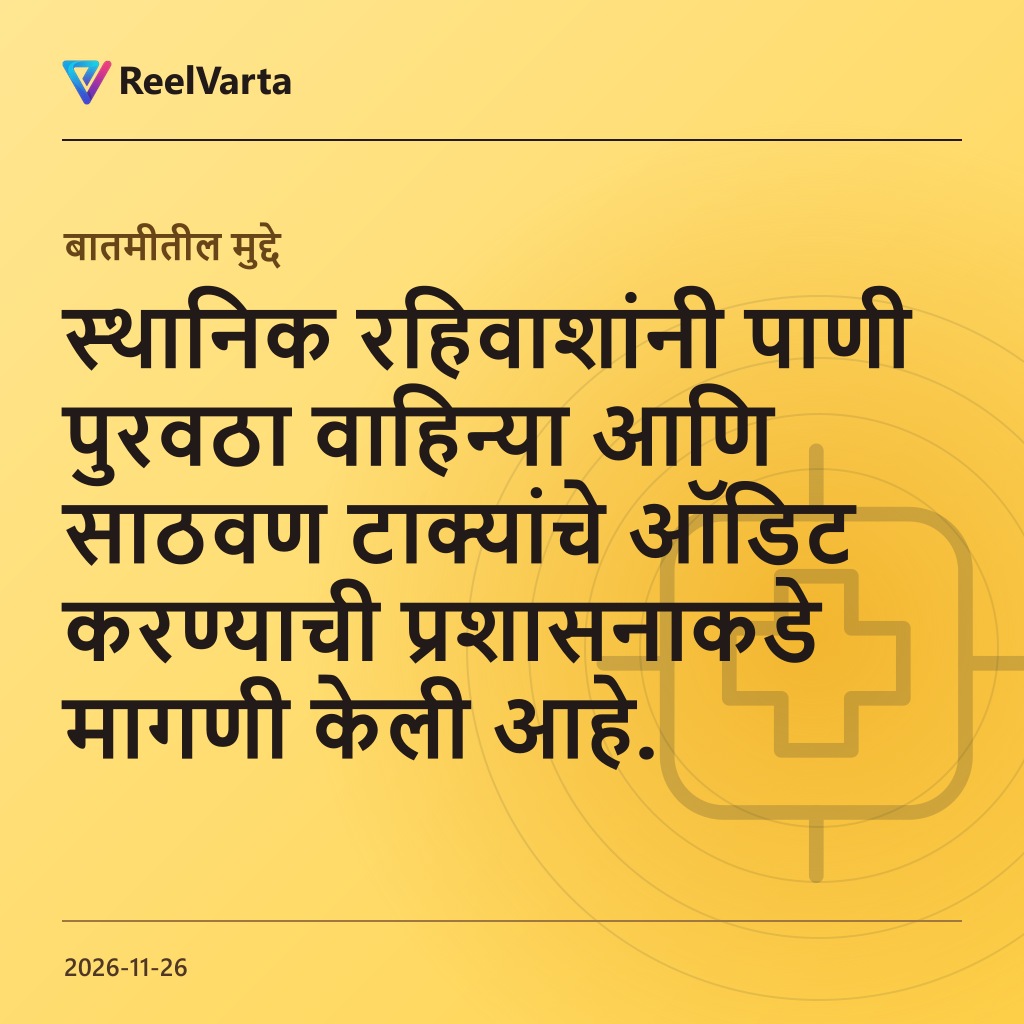 ReelVarta
बातमीतील मुद्दे
स्थानिक रहिवाशांनी पाणी
पुरवठा वाहिन्या आणि
साठवण टाक्यांचे ऑडिट
करण्याची प्रशासनाकडे
मागणी केली आहे.
2026-11-26